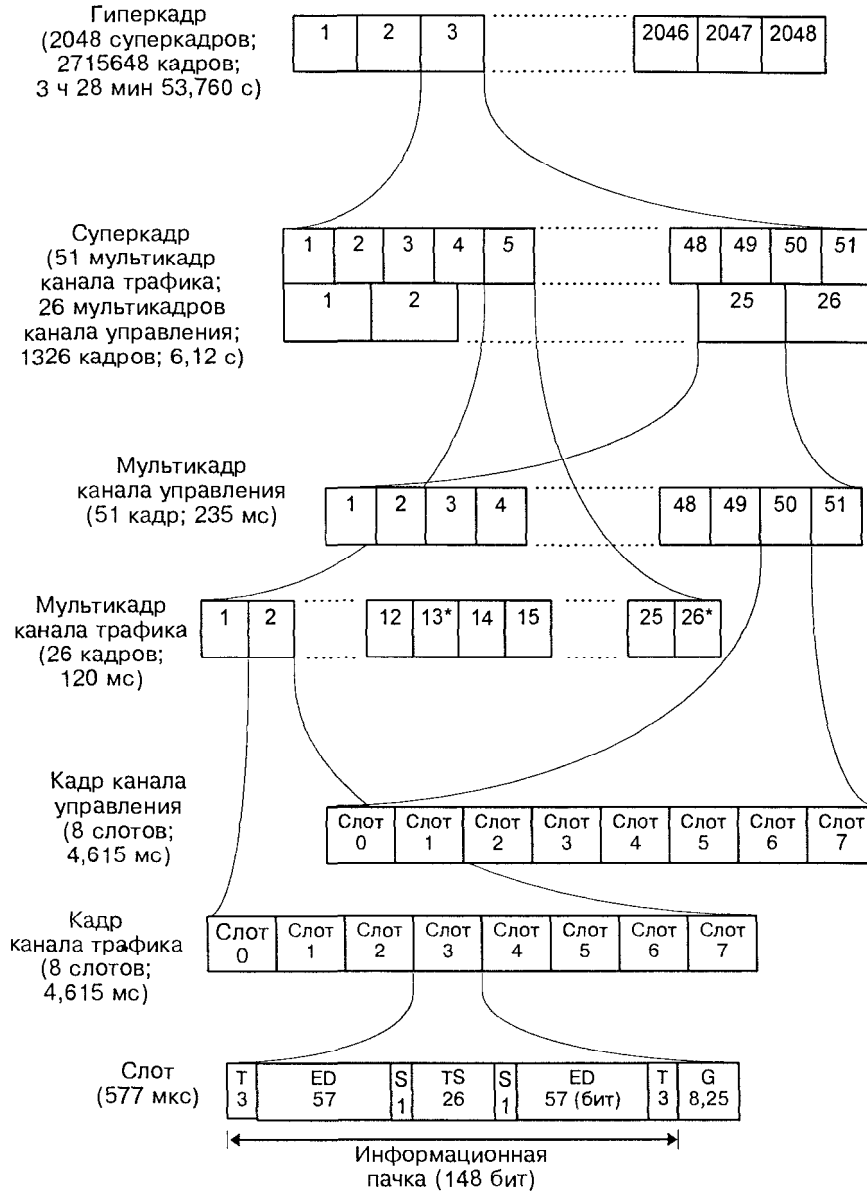 Гиперкадр
(2048 суперкадров;
2715648 кадров;
3 ч 28 мин 53,760 с)
1 2 3 2046 2047 2048
Суперкадр
(51 мультикадр
канала трафика;
26 мультикадров
канала управления;
1326 кадров; 6,12 с)
1 2 3 4 5 48 49 50 51
1 2 25 26
Мультикадр
канала управления
(51 кадр; 235 мс)
1 2 3 4 48 49 50 51
Мультикадр
канала трафика
(26 кадров;
120 мс)
1 2 12 13* 14 15 25 26*
Кадр канала
управления
(8 слотов;
4,615 мс)
Слот Слот Слот Слот Слот Слот Слот Слот
0 1 2 3 4 5 6 7
Кадр
канала трафика
(8 слотов;
4,615 мс)
Слот Слот Слот Слот Слот Слот Слот Слот
0 1 2 3 4 5 6 7
Слот
(577 мкс)
T ED S TS S ED T G
3 57 1 26 1 57 (бит) 3 8,25
Информационная
пачка (148 бит)